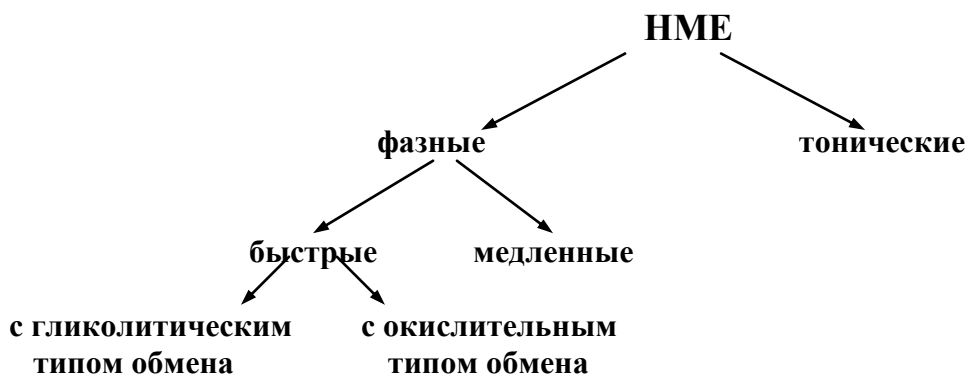 НМЕ
фазные
тонические
быстрые
медленные
с гликолитическим
типом обмена
с окислительным
типом обмена